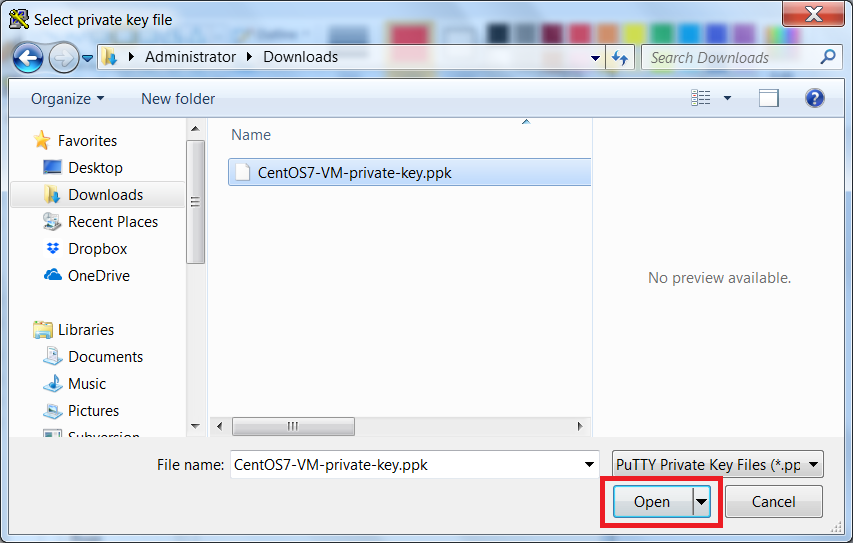 Select private key file
Administrator Downloads
Search Downloads
Organize
New folder
Favorites
Desktop
Downloads
Recent Places
Dropbox
OneDrive
Libraries
Documents
Music
Pictures
Subversion
Name
CentOS7-VM-private-key.ppk
No preview available.
File name: CentOS7-VM-private-key.ppk
PuTTY Private Key Files (*.pp
Open
Cancel